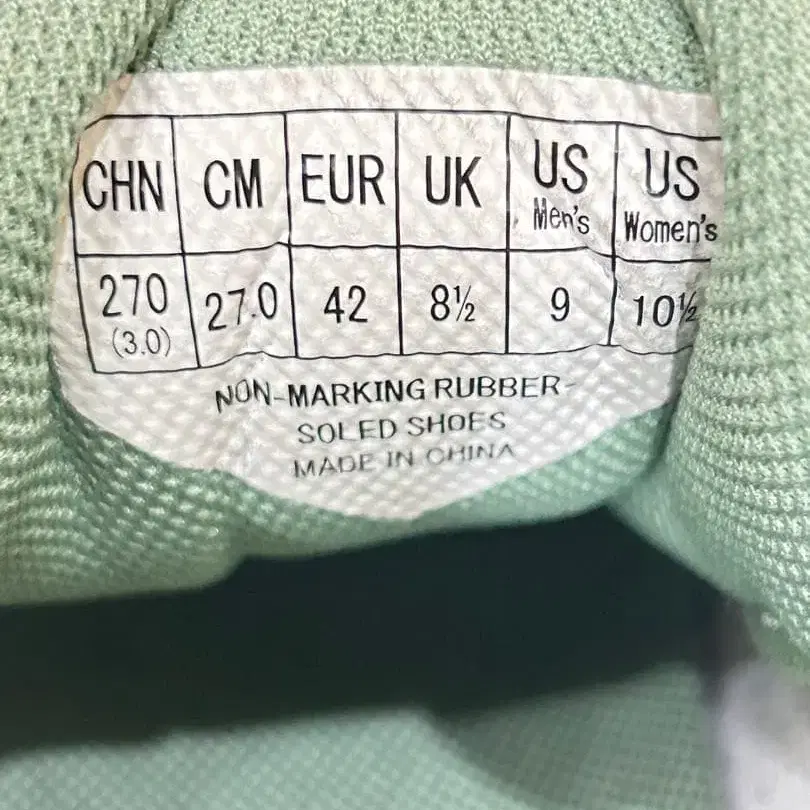 CHN CM EUR UK US Men's US Women's
270 (3.0) 27.0 42 8½ 9 10½
NON-MARKING RUBBER-
SOLED SHOES
MADE IN CHINA